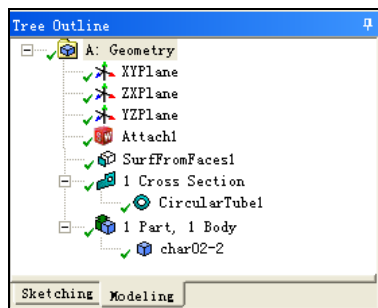 Tree Outline
A: Geometry
XYPlane
ZXPlane
YZPlane
Attach1
SurfFromFaces1
1 Cross Section
CircularTube1
1 Part, 1 Body
char02-2
Sketching Modeling